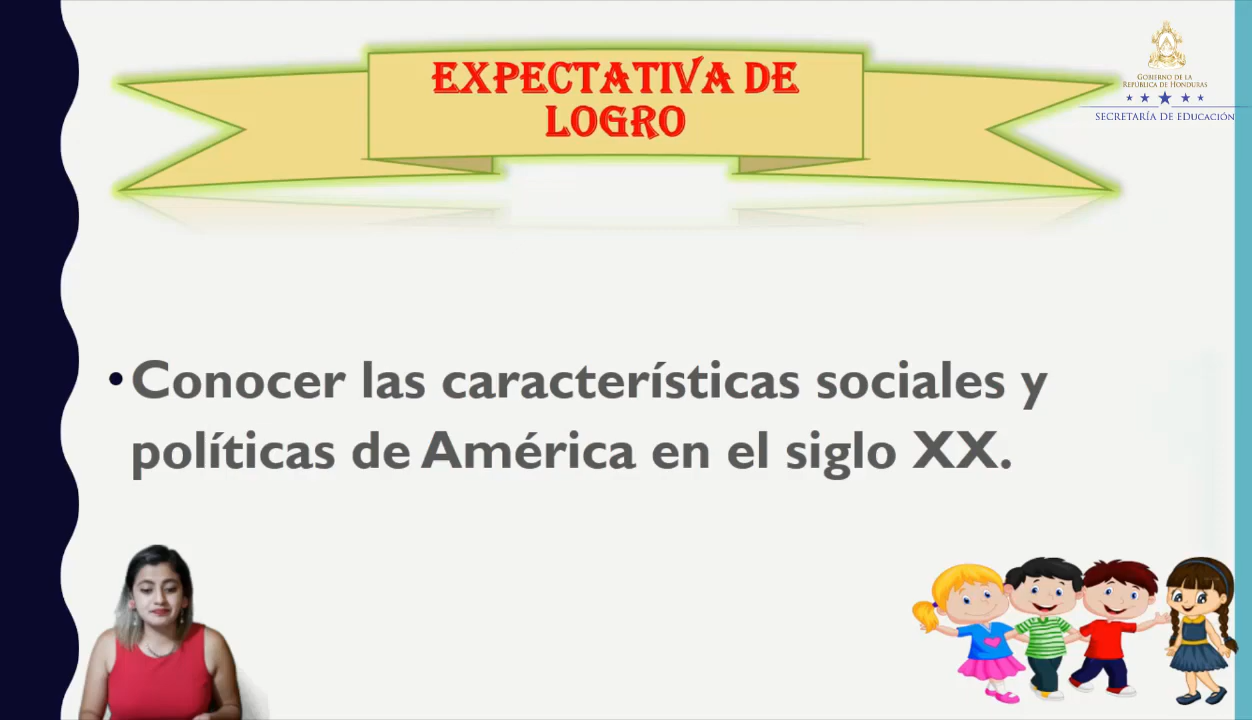 EXPECTATIVA DE
LOGRO
GOBIERNO DE LA
REPÚBLICA DE HONDURAS
SECRETARÍA DE EDUCACIÓN
•Conocer las características sociales y
políticas de América en el siglo XX.